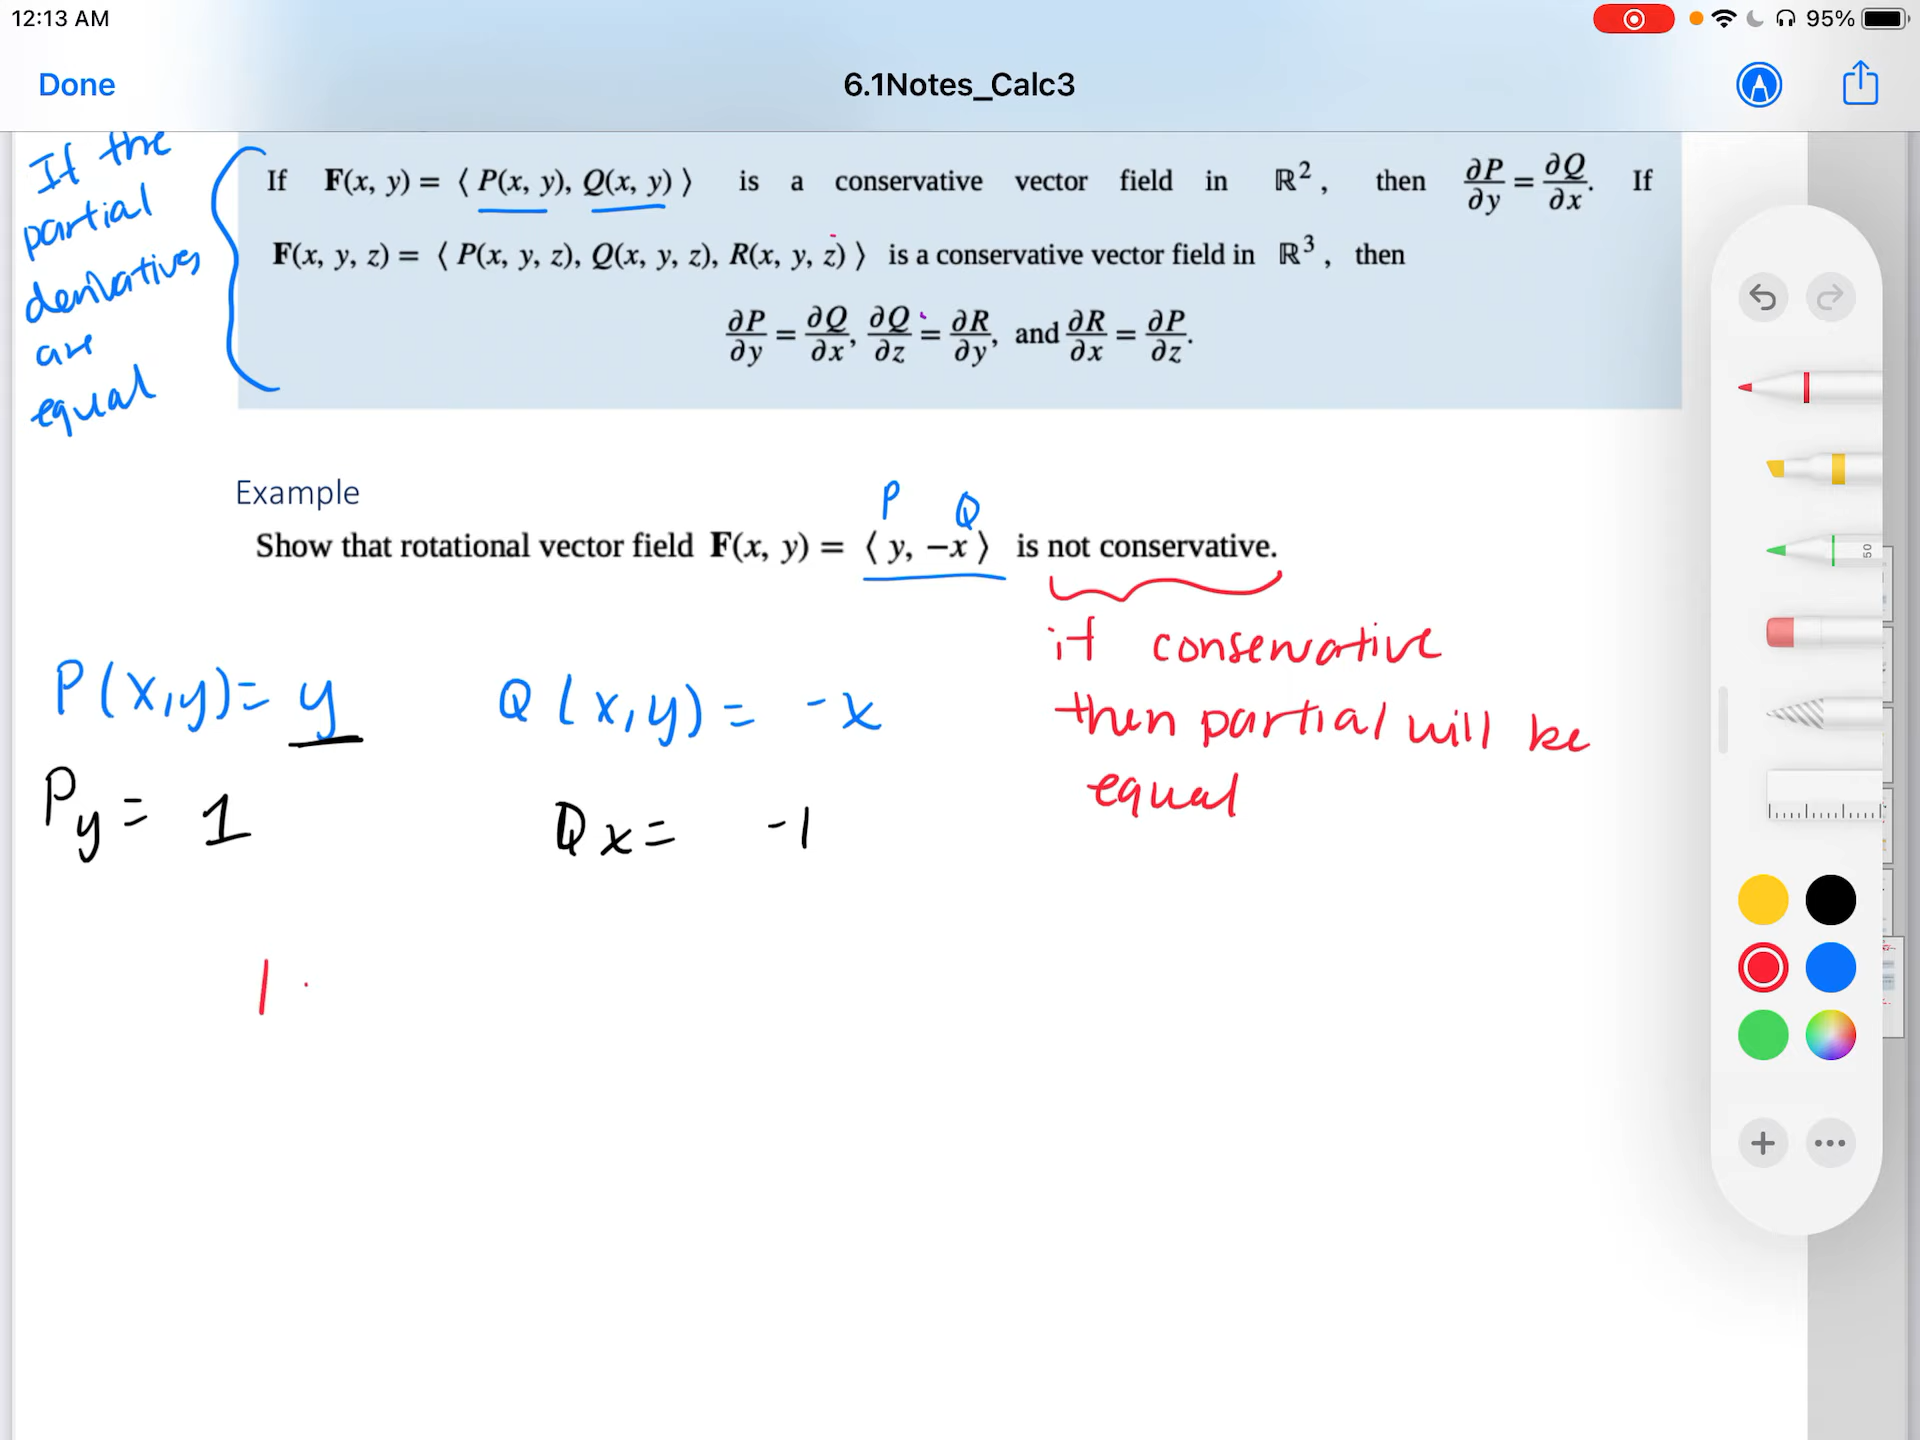 12:13 AM
95%
Done
6.1Notes_Calc3
If the
partial
derivatives
are
equal
If F(x, y) = ⟨ P(x, y), Q(x, y) ⟩ is a conservative vector field in ℝ², then ∂P/∂y = ∂Q/∂x. If
F(x, y, z) = ⟨ P(x, y, z), Q(x, y, z), R(x, y, z) ⟩ is a conservative vector field in ℝ³, then
∂P/∂y = ∂Q/∂x, ∂Q/∂z = ∂R/∂y, and ∂R/∂x = ∂P/∂z.
Example
P Q
Show that rotational vector field F(x, y) = ⟨ y, −x ⟩ is not conservative.
if conservative
then partial will be
equal
P(x,y)= y
Q(x,y) = -x
Py = 1
Qx = -1
1
50